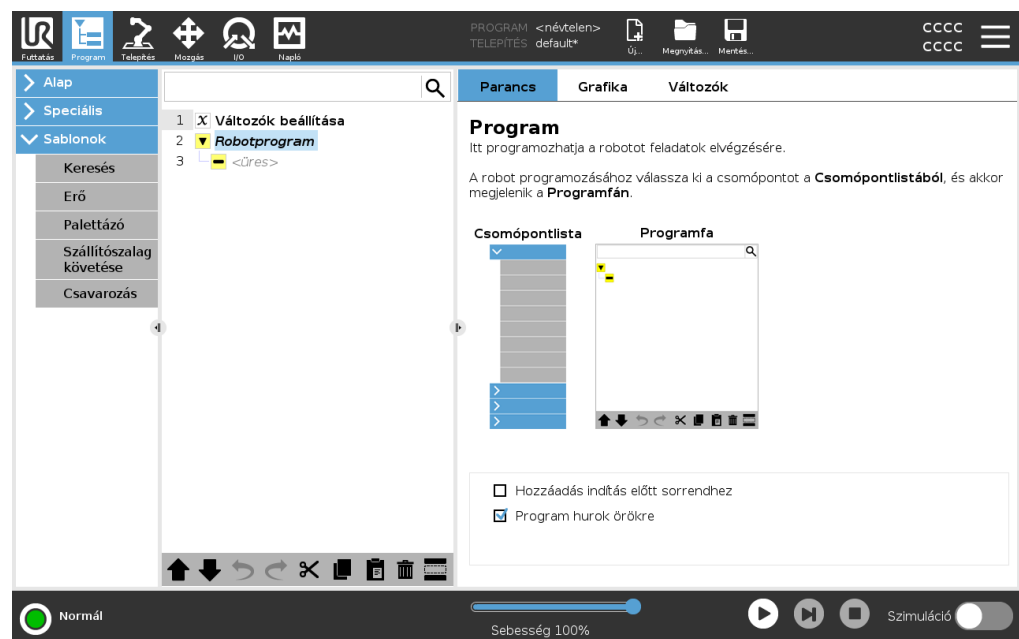 UR
Futtatás
Program
Telepítés
Mozgás
I/O
Napló
PROGRAM <névtelen>
TELEPÍTÉS default*
Új...
Megnyitás...
Mentés...
CCCC
CCCC
Alap
Speciális
Sablonok
Keresés
Erő
Palettázó
Szállítószalag
követése
Csavarozás
1 X Változók beállítása
2 Robotprogram
3 <üres>
Parancs
Grafika
Változók
Program
Itt programozhatja a robotot feladatok elvégzésére.
A robot programozásához válassza ki a csomópontot a Csomópontlistából, és akkor
megjelenik a Programfán.
Csomópontlista
Programfa
Hozzáadás indítás előtt sorrendhez
Program hurok örökre
Normál
Sebesség 100%
Szimuláció